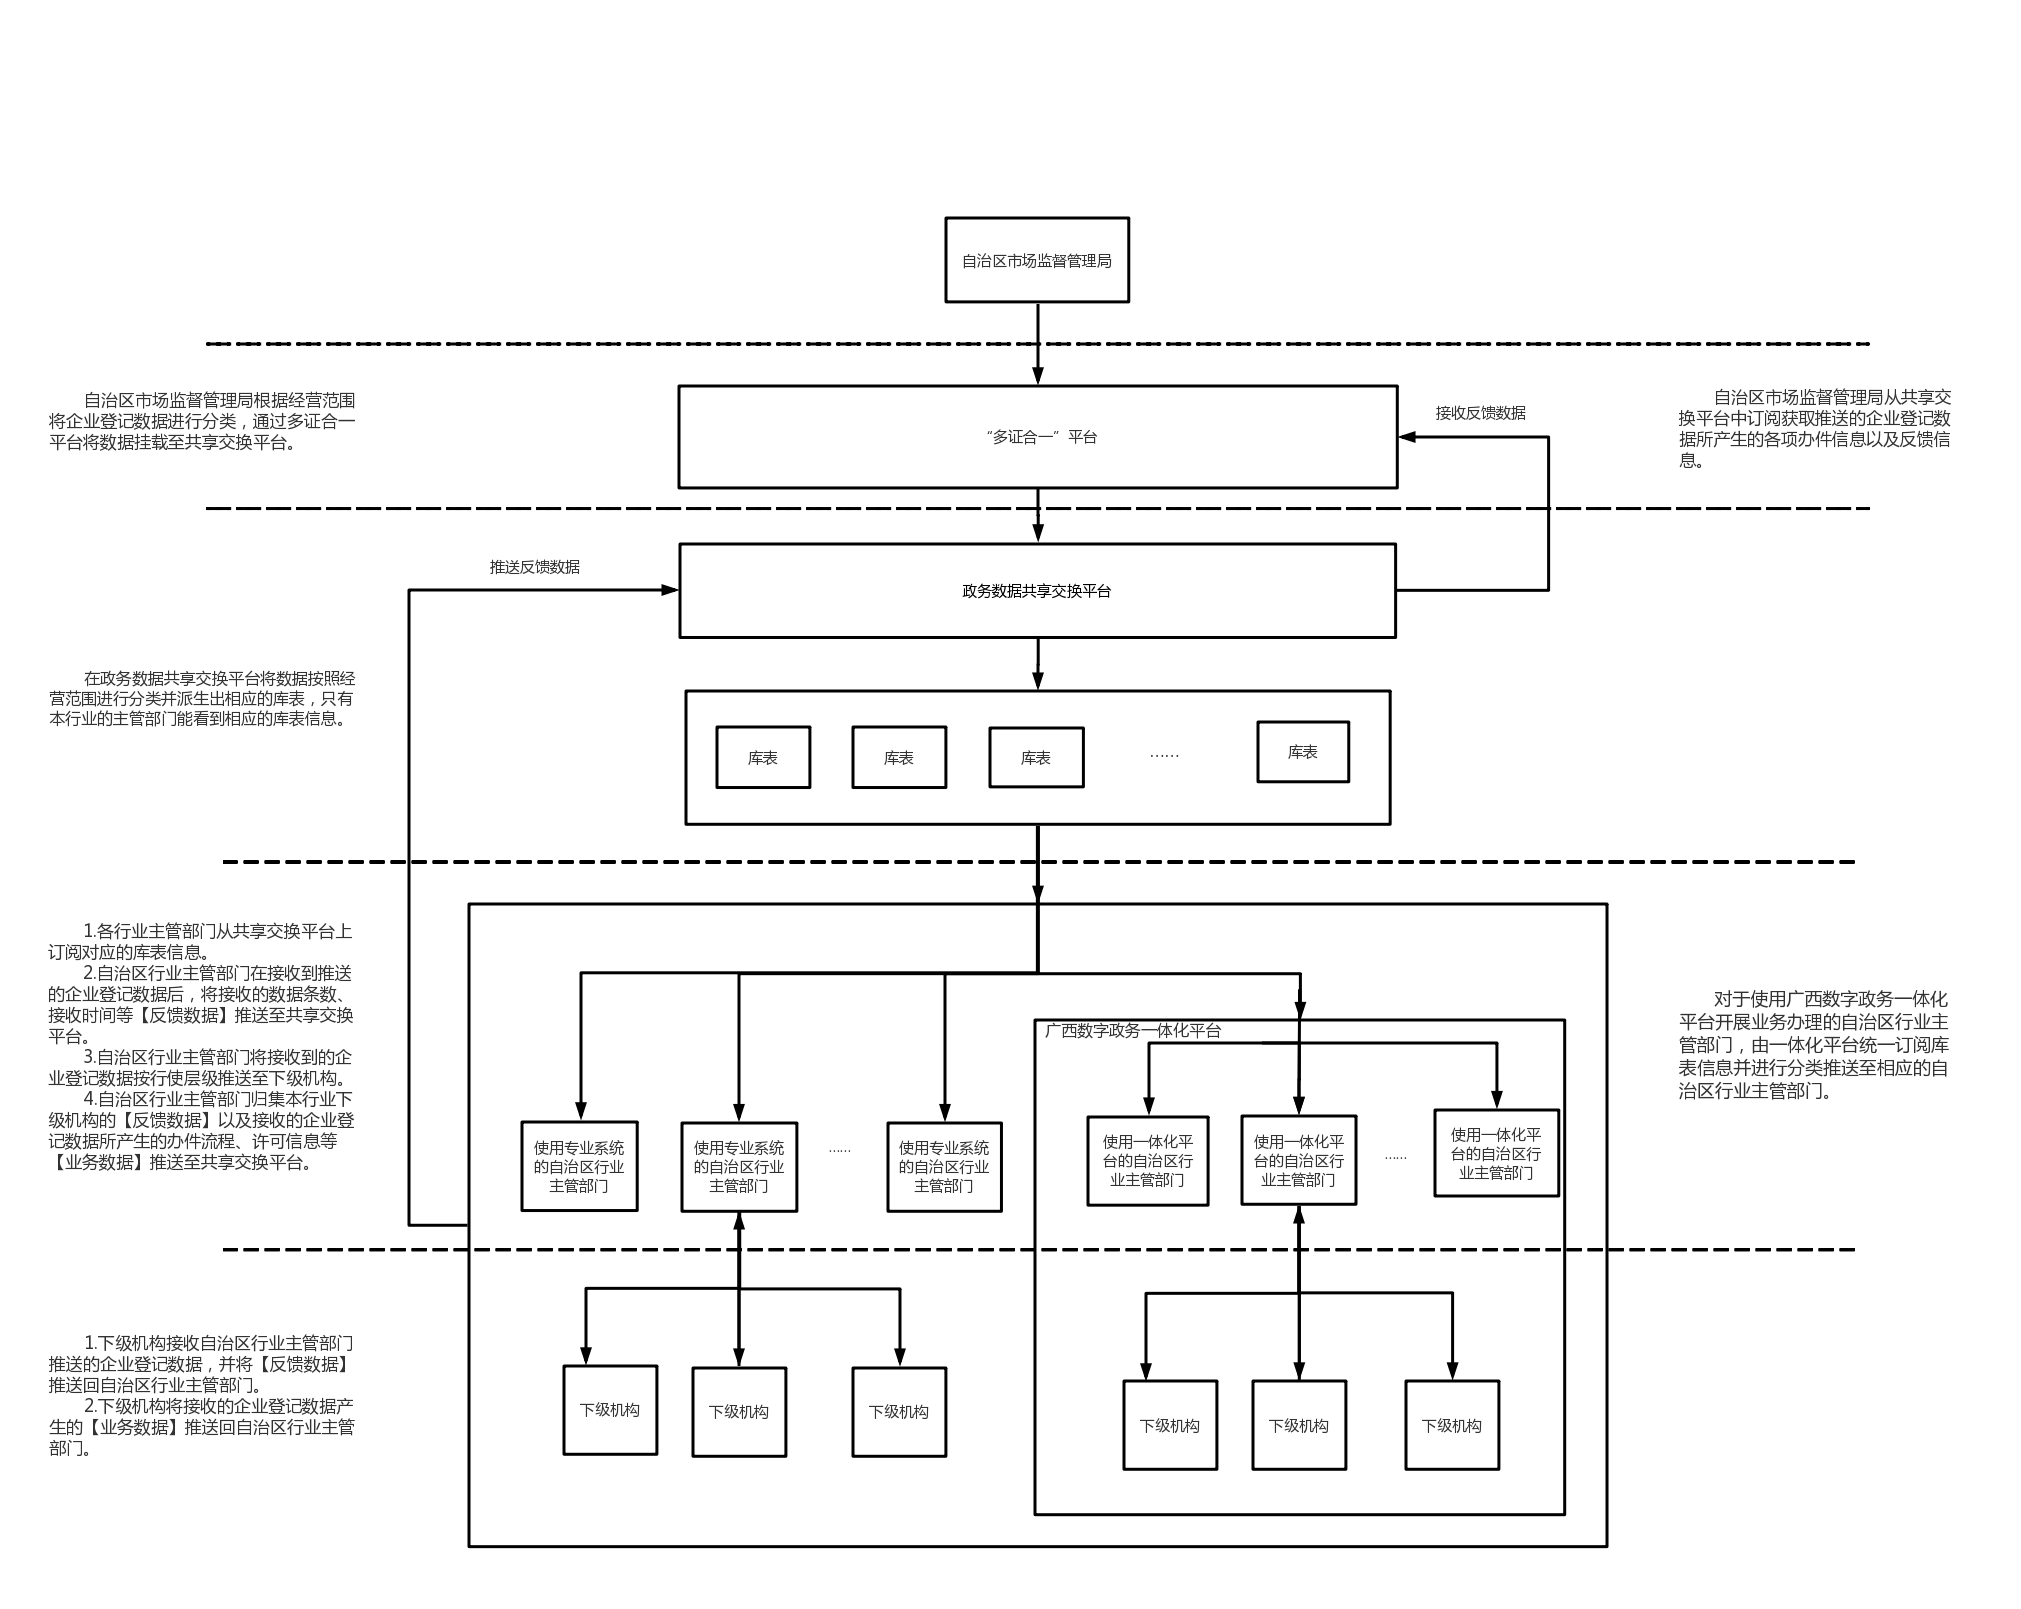 自治区市场监督管理局
自治区市场监督管理局根据经营范围
将企业登记数据进行分类，通过多证合一
平台将数据挂载至共享交换平台。
“多证合一”平台
接收反馈数据
自治区市场监督管理局从共享交
换平台中订阅获取推送的企业登记数
据所产生的各项办件信息以及反馈信
息。
推送反馈数据
政务数据共享交换平台
在政务数据共享交换平台将数据按照经
营范围进行分类并派生出相应的库表，只有
本行业的主管部门能看到相应的库表信息。
库表
库表
库表
……
库表
1.各行业主管部门从共享交换平台上
订阅对应的库表信息。
2.自治区行业主管部门在接收到推送
的企业登记数据后，将接收的数据条数、
接收时间等【反馈数据】推送至共享交换
平台。
3.自治区行业主管部门将接收到的企
业登记数据按行使层级推送至下级机构。
4.自治区行业主管部门归集本行业下
级机构的【反馈数据】以及接收的企业登
记数据所产生的办件流程、许可信息等
【业务数据】推送至共享交换平台。
使用专业系统
的自治区行业
主管部门
使用专业系统
的自治区行业
主管部门
……
使用专业系统
的自治区行业
主管部门
广西数字政务一体化平台
使用一体化平
台的自治区行
业主管部门
使用一体化平
台的自治区行
业主管部门
……
使用一体化平
台的自治区行
业主管部门
对于使用广西数字政务一体化
平台开展业务办理的自治区行业主
管部门，由一体化平台统一订阅库
表信息并进行分类推送至相应的自
治区行业主管部门。
1.下级机构接收自治区行业主管部门
推送的企业登记数据，并将【反馈数据】
推送回自治区行业主管部门。
2.下级机构将接收的企业登记数据产
生的【业务数据】推送回自治区行业主管
部门。
下级机构
下级机构
下级机构
下级机构
下级机构
下级机构